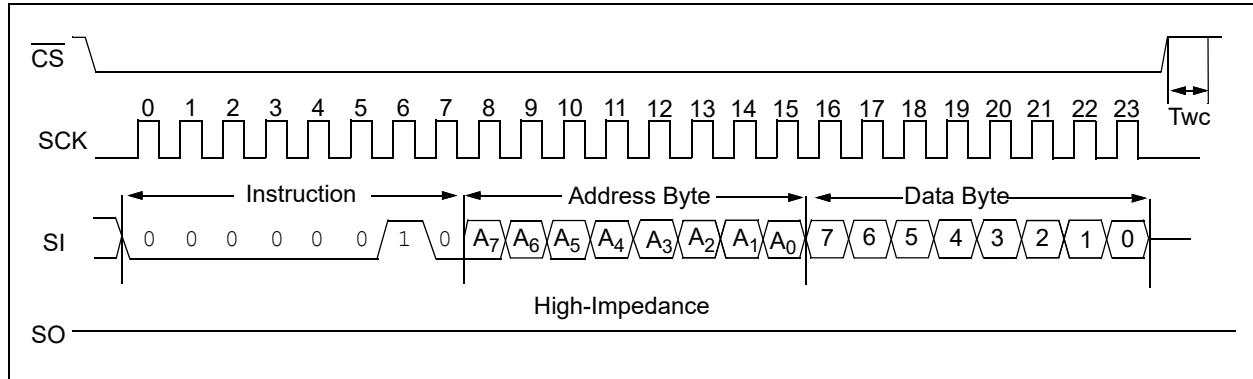 CS
0 1 2 3 4 5 6 7 8 9 10 11 12 13 14 15 16 17 18 19 20 21 22 23
Twc
SCK
Instruction Address Byte Data Byte
SI 0 0 0 0 0 0 1 0 A7 A6 A5 A4 A3 A2 A1 A0 7 6 5 4 3 2 1 0
High-Impedance
SO